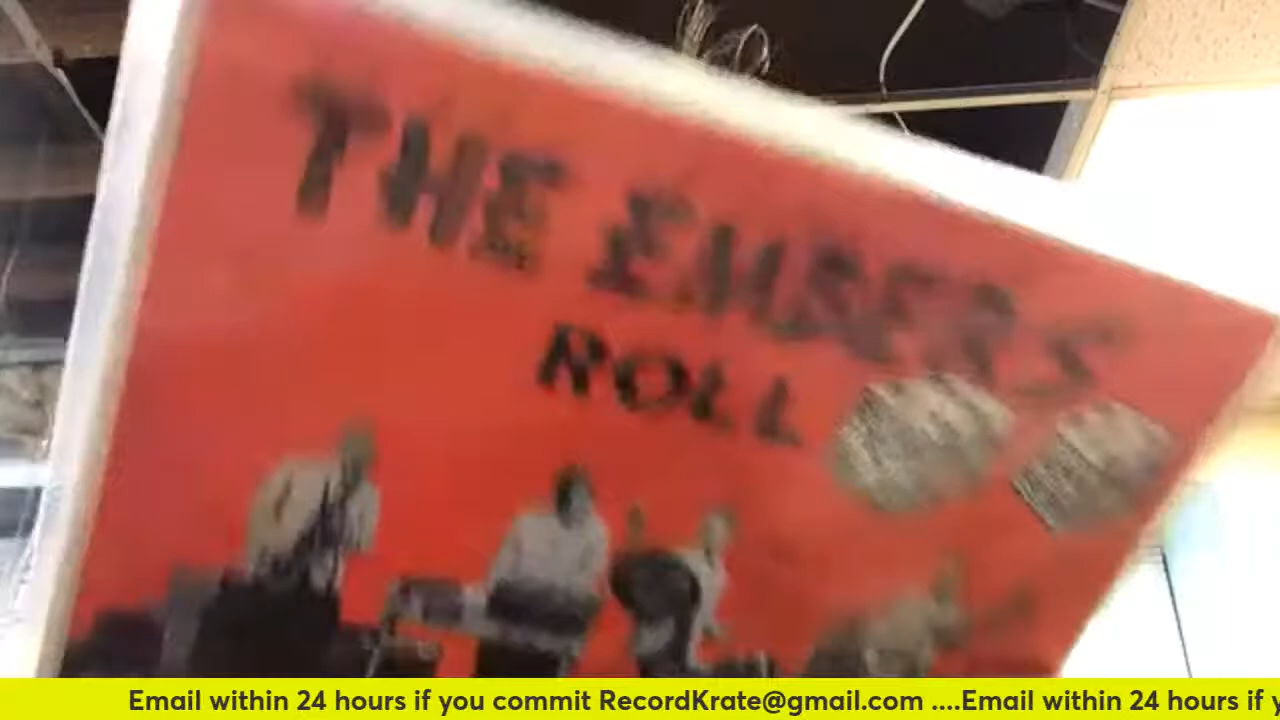 THE EMBERS
ROLL
Email within 24 hours if you commit RecordKrate@gmail.com ....Email within 24 hours if y